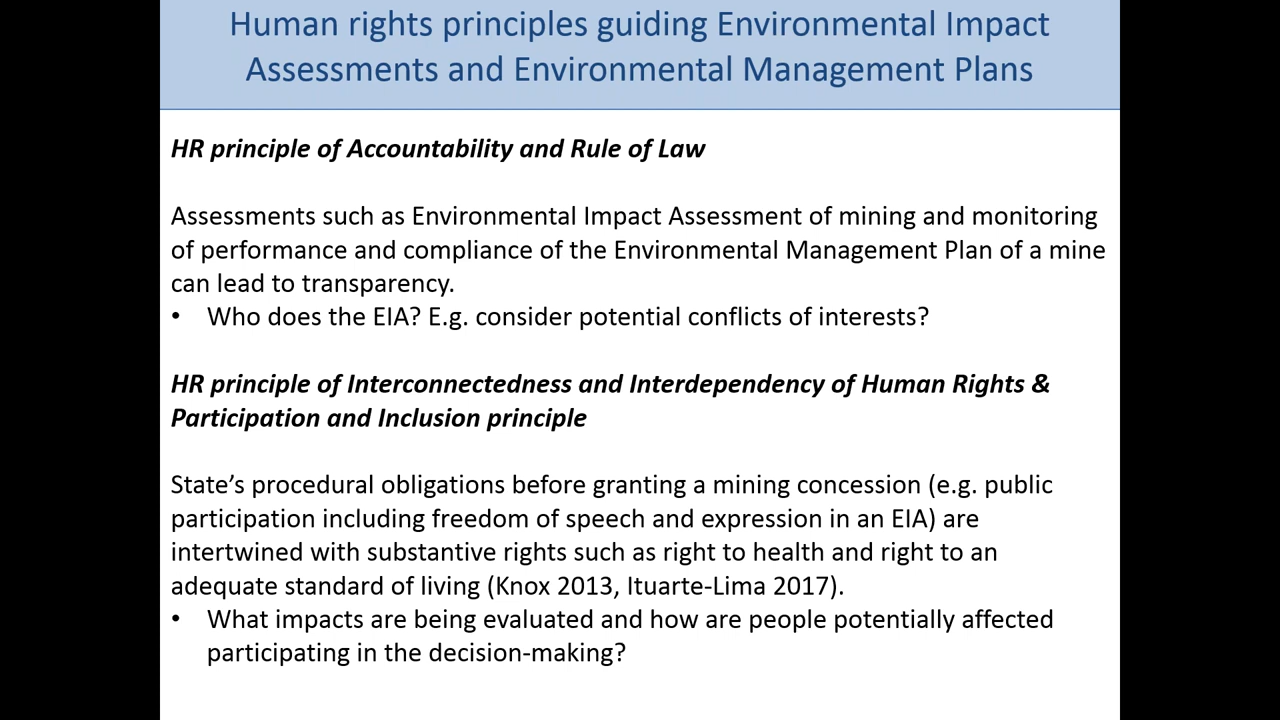 Human rights principles guiding Environmental Impact
Assessments and Environmental Management Plans
HR principle of Accountability and Rule of Law
Assessments such as Environmental Impact Assessment of mining and monitoring
of performance and compliance of the Environmental Management Plan of a mine
can lead to transparency.
• Who does the EIA? E.g. consider potential conflicts of interests?
HR principle of Interconnectedness and Interdependency of Human Rights &
Participation and Inclusion principle
State’s procedural obligations before granting a mining concession (e.g. public
participation including freedom of speech and expression in an EIA) are
intertwined with substantive rights such as right to health and right to an
adequate standard of living (Knox 2013, Ituarte-Lima 2017).
• What impacts are being evaluated and how are people potentially affected
participating in the decision-making?